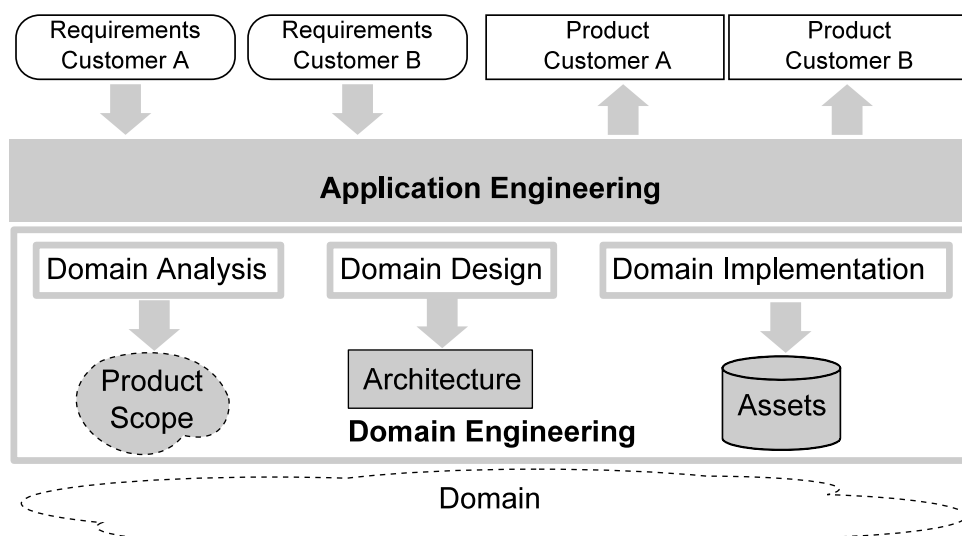 Requirements
Customer A
Requirements
Customer B
Product
Customer A
Product
Customer B
Application Engineering
Domain Analysis
Domain Design
Domain Implementation
Product
Scope
Architecture
Assets
Domain Engineering
Domain